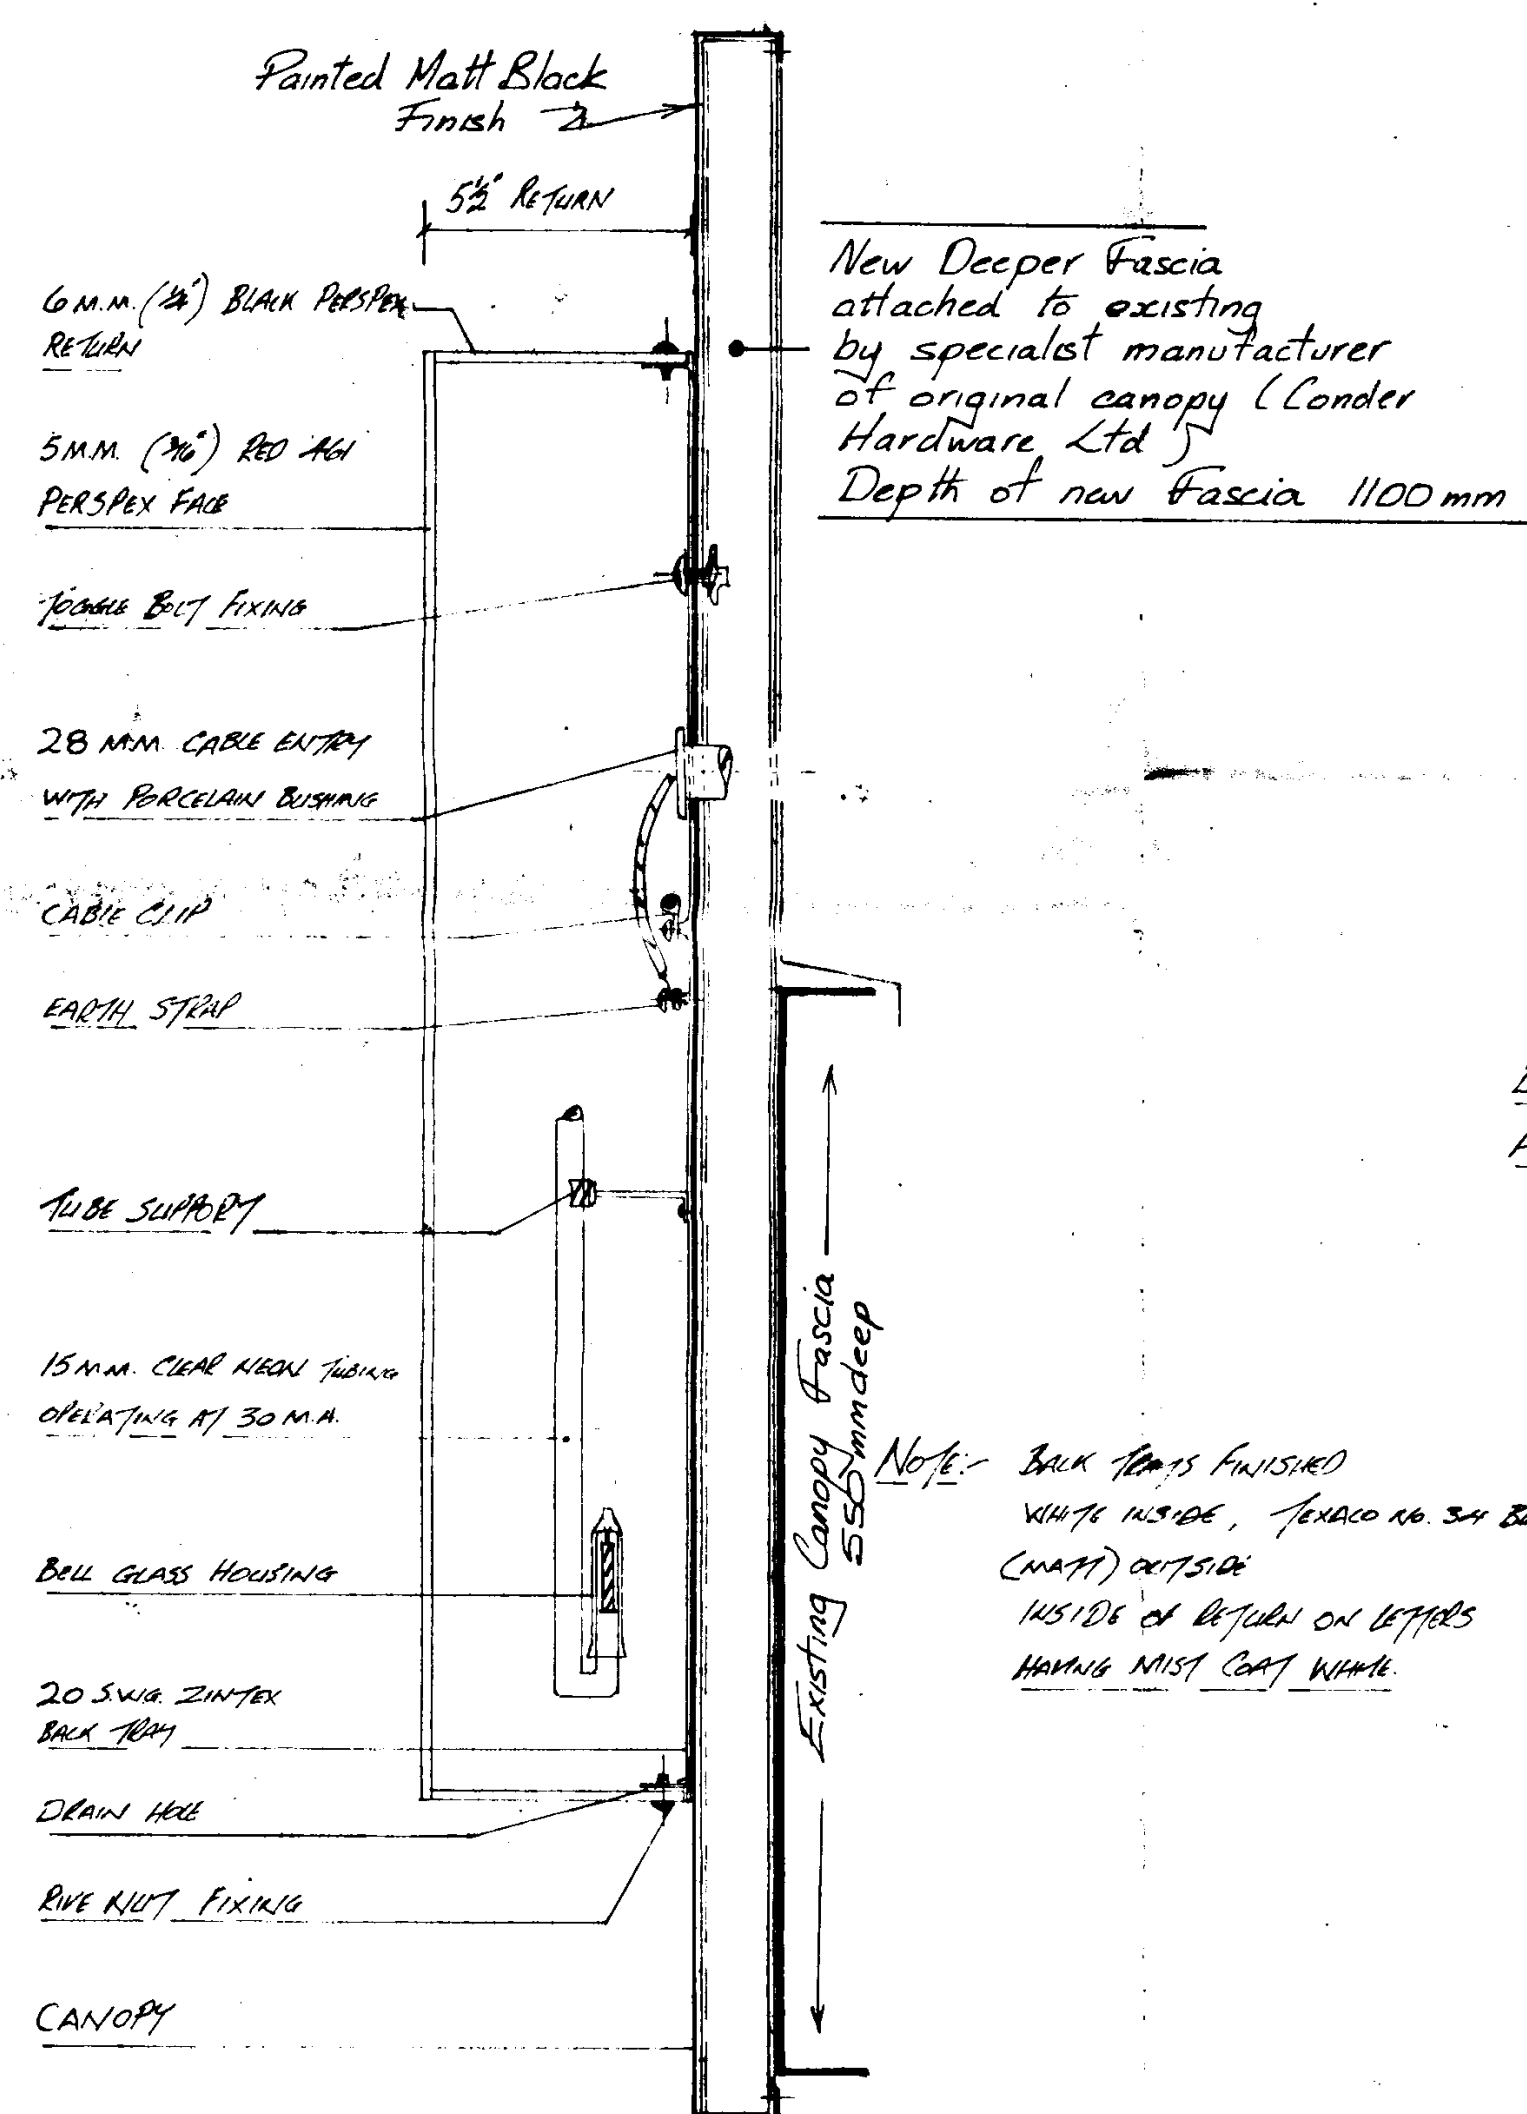 Painted Matt Black
Finish
5½" RETURN
6 M.M. (¼") BLACK PERSPEX
RETURN
5 M.M. (3/16") RED 461
PERSPEX FACE
TOGGLE BOLT FIXING
28 M.M. CABLE ENTRY
WITH PORCELAIN BUSHING
CABLE CLIP
EARTH STRAP
TUBE SUPPORT
15 M.M. CLEAR NEON TUBING
OPERATING AT 30 M.A.
BELL GLASS HOUSING
20 S.W.G. ZINTEX
BACK TRAY
DRAIN HOLE
RIVE NUT FIXING
CANOPY
New Deeper Fascia
attached to existing
by specialist manufacturer
of original canopy (Conder
Hardware Ltd)
Depth of new Fascia 1100 mm
Existing Canopy Fascia
550 mm deep
NOTE:- BACK TRAYS FINISHED
WHITE INSIDE, TEXACO NO. 34
(MATT) OUTSIDE
INSIDE OF RETURN ON LETTERS
HAVING MIST COAT WHITE.